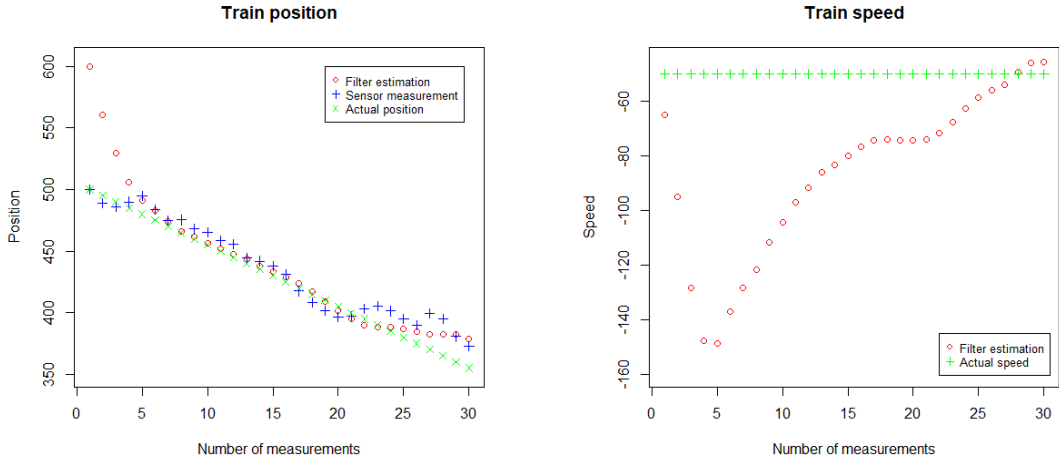 Train position
Position
600
550
500
450
400
350
Filter estimation
Sensor measurement
Actual position
0 5 10 15 20 25 30
Number of measurements
Train speed
Speed
-60
-80
-100
-120
-140
-160
Filter estimation
Actual speed
0 5 10 15 20 25 30
Number of measurements